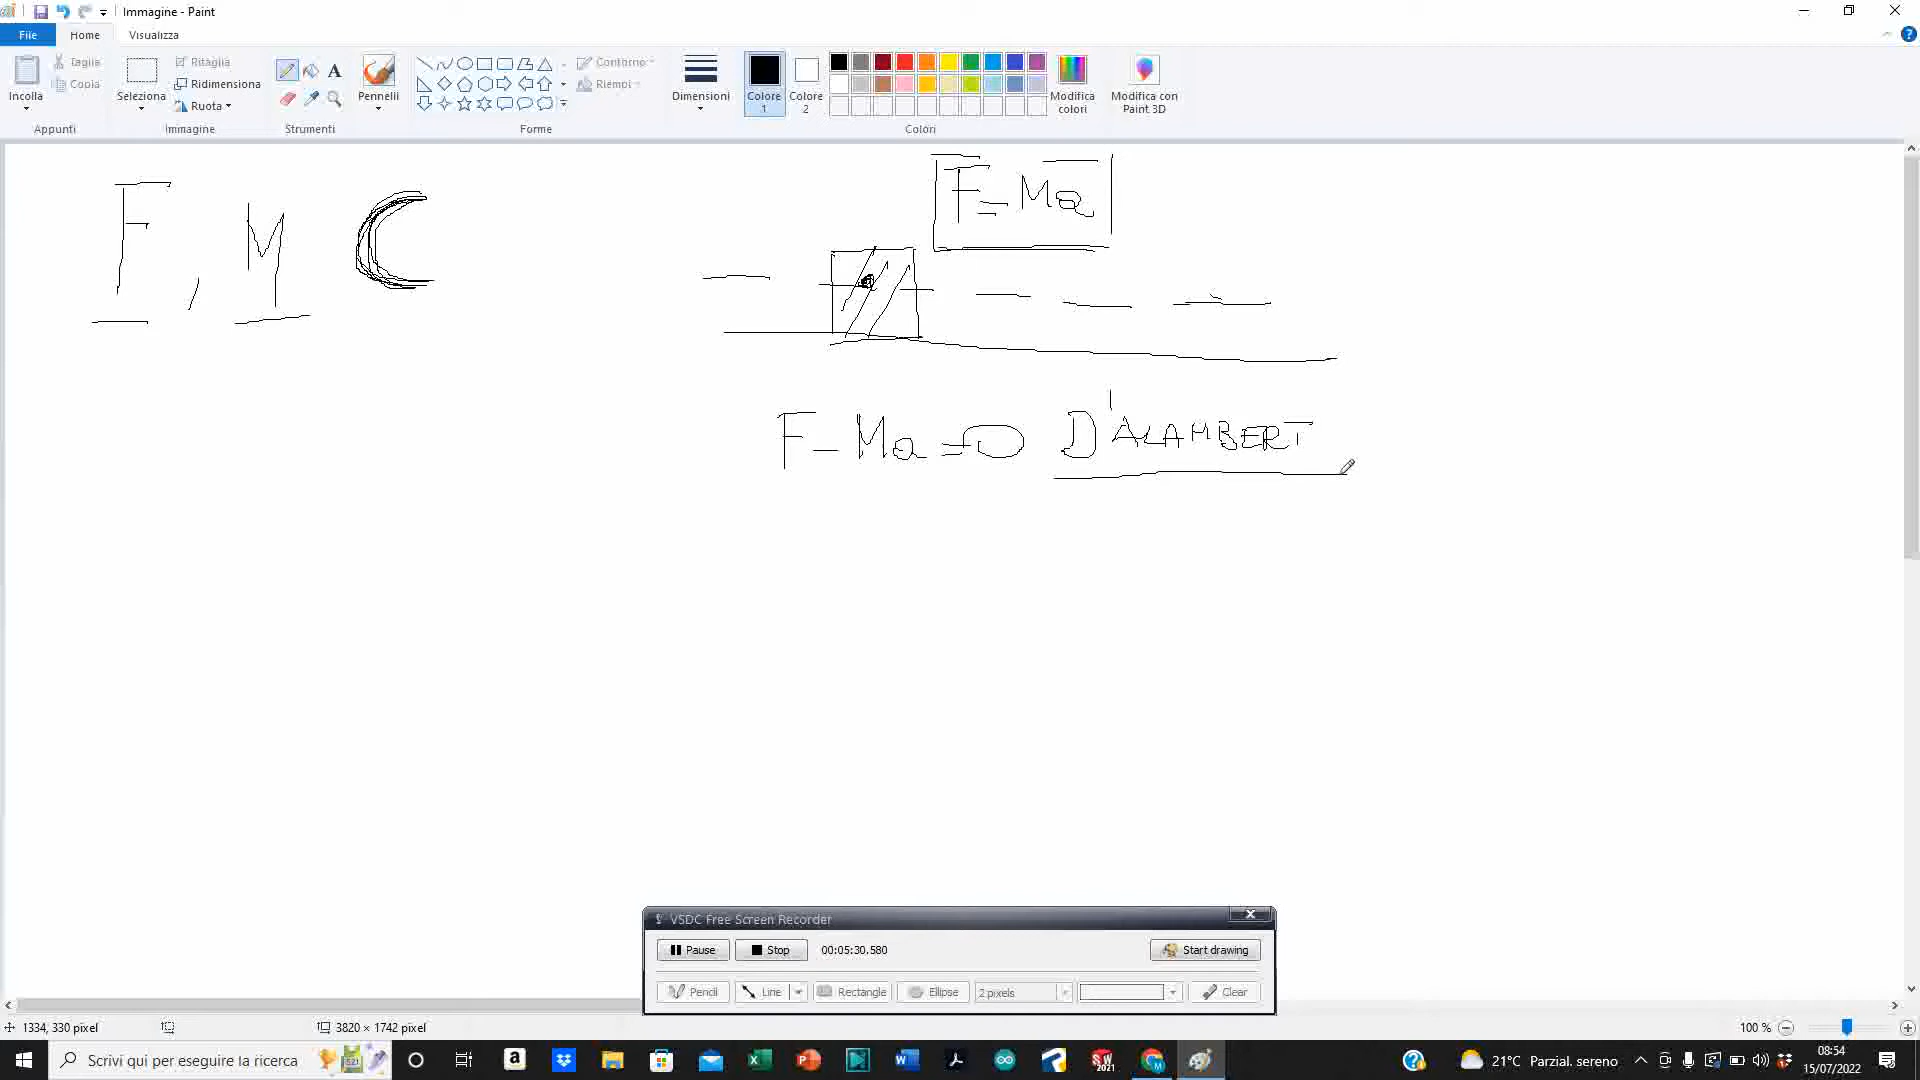 Immagine - Paint
File Home Visualizza
Incolla
Taglia
Copia
Appunti
Seleziona
Ritaglia
Ridimensiona
Ruota
Immagine
A
Strumenti
Pennelli
Contorno
Riempi
Forme
Dimensioni
Colore 1
Colore 2
Modifica colori
Modifica con Paint 3D
Colori
F, M C
F=Ma
F-Ma=0 D'ALAMBERT
VSDC Free Screen Recorder
Pause Stop 00:05:30.580 Start drawing
Pencil Line Rectangle Ellipse 2 pixels Clear
1334, 330 pixel 3820 × 1742 pixel 100 %
Scrivi qui per eseguire la ricerca
21°C Parzial. sereno
08:54
15/07/2022